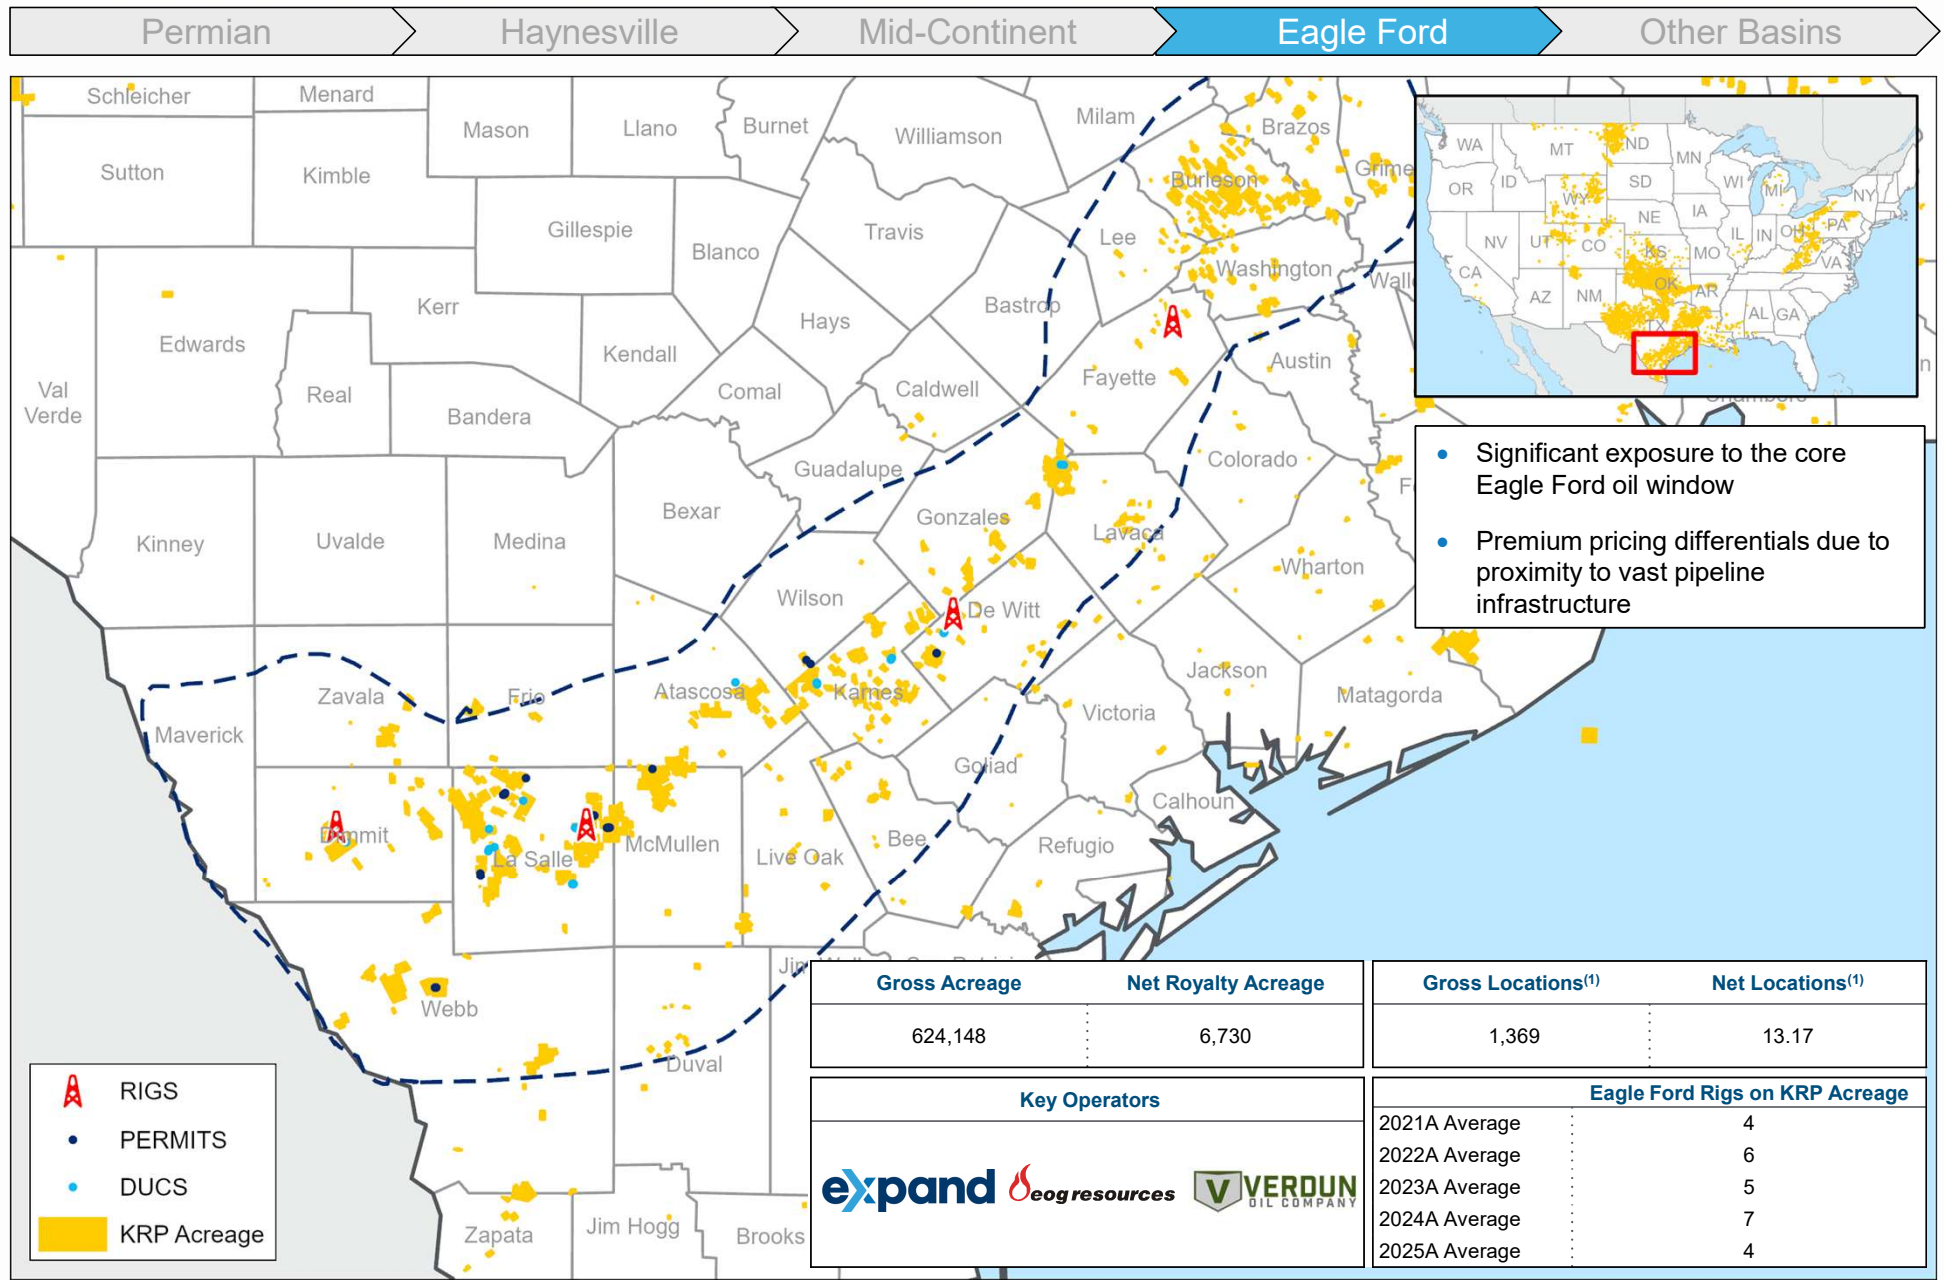 Permian
Haynesville
Mid-Continent
Eagle Ford
Other Basins
Schleicher
Menard
Mason
Llano
Burnet
Williamson
Milam
Brazos
Sutton
Kimble
Burleson
Grime
Gillespie
Blanco
Travis
Lee
Washington
Edwards
Kerr
Hays
Bastrop
Kendall
Austin
Val
Verde
Real
Bandera
Comal
Caldwell
Fayette
Guadalupe
Colorado
Kinney
Uvalde
Medina
Bexar
Gonzales
Lavaca
Wharton
Wilson
De Witt
Maverick
Zavala
Frio
Atascosa
Karnes
Victoria
Jackson
Matagorda
Goliad
Calhoun
Dimmit
La Salle
McMullen
Live Oak
Bee
Refugio
Webb
Duval
Zapata
Jim Hogg
Brooks
WA
MT
ND
MN
OR
ID
SD
WI
MI
NY
WY
NE
IA
NV
UT
CO
KS
MO
IL
IN
OH
PA
VA
CA
AZ
NM
OK
AR
TX
AL
GA
• Significant exposure to the core
Eagle Ford oil window
• Premium pricing differentials due to
proximity to vast pipeline
infrastructure
RIGS
PERMITS
DUCS
KRP Acreage
Gross Acreage Net Royalty Acreage
624,148 6,730
Gross Locations(1) Net Locations(1)
1,369 13.17
Key Operators
expand
eog resources
V VERDUN
OIL COMPANY
Eagle Ford Rigs on KRP Acreage
2021A Average 4
2022A Average 6
2023A Average 5
2024A Average 7
2025A Average 4